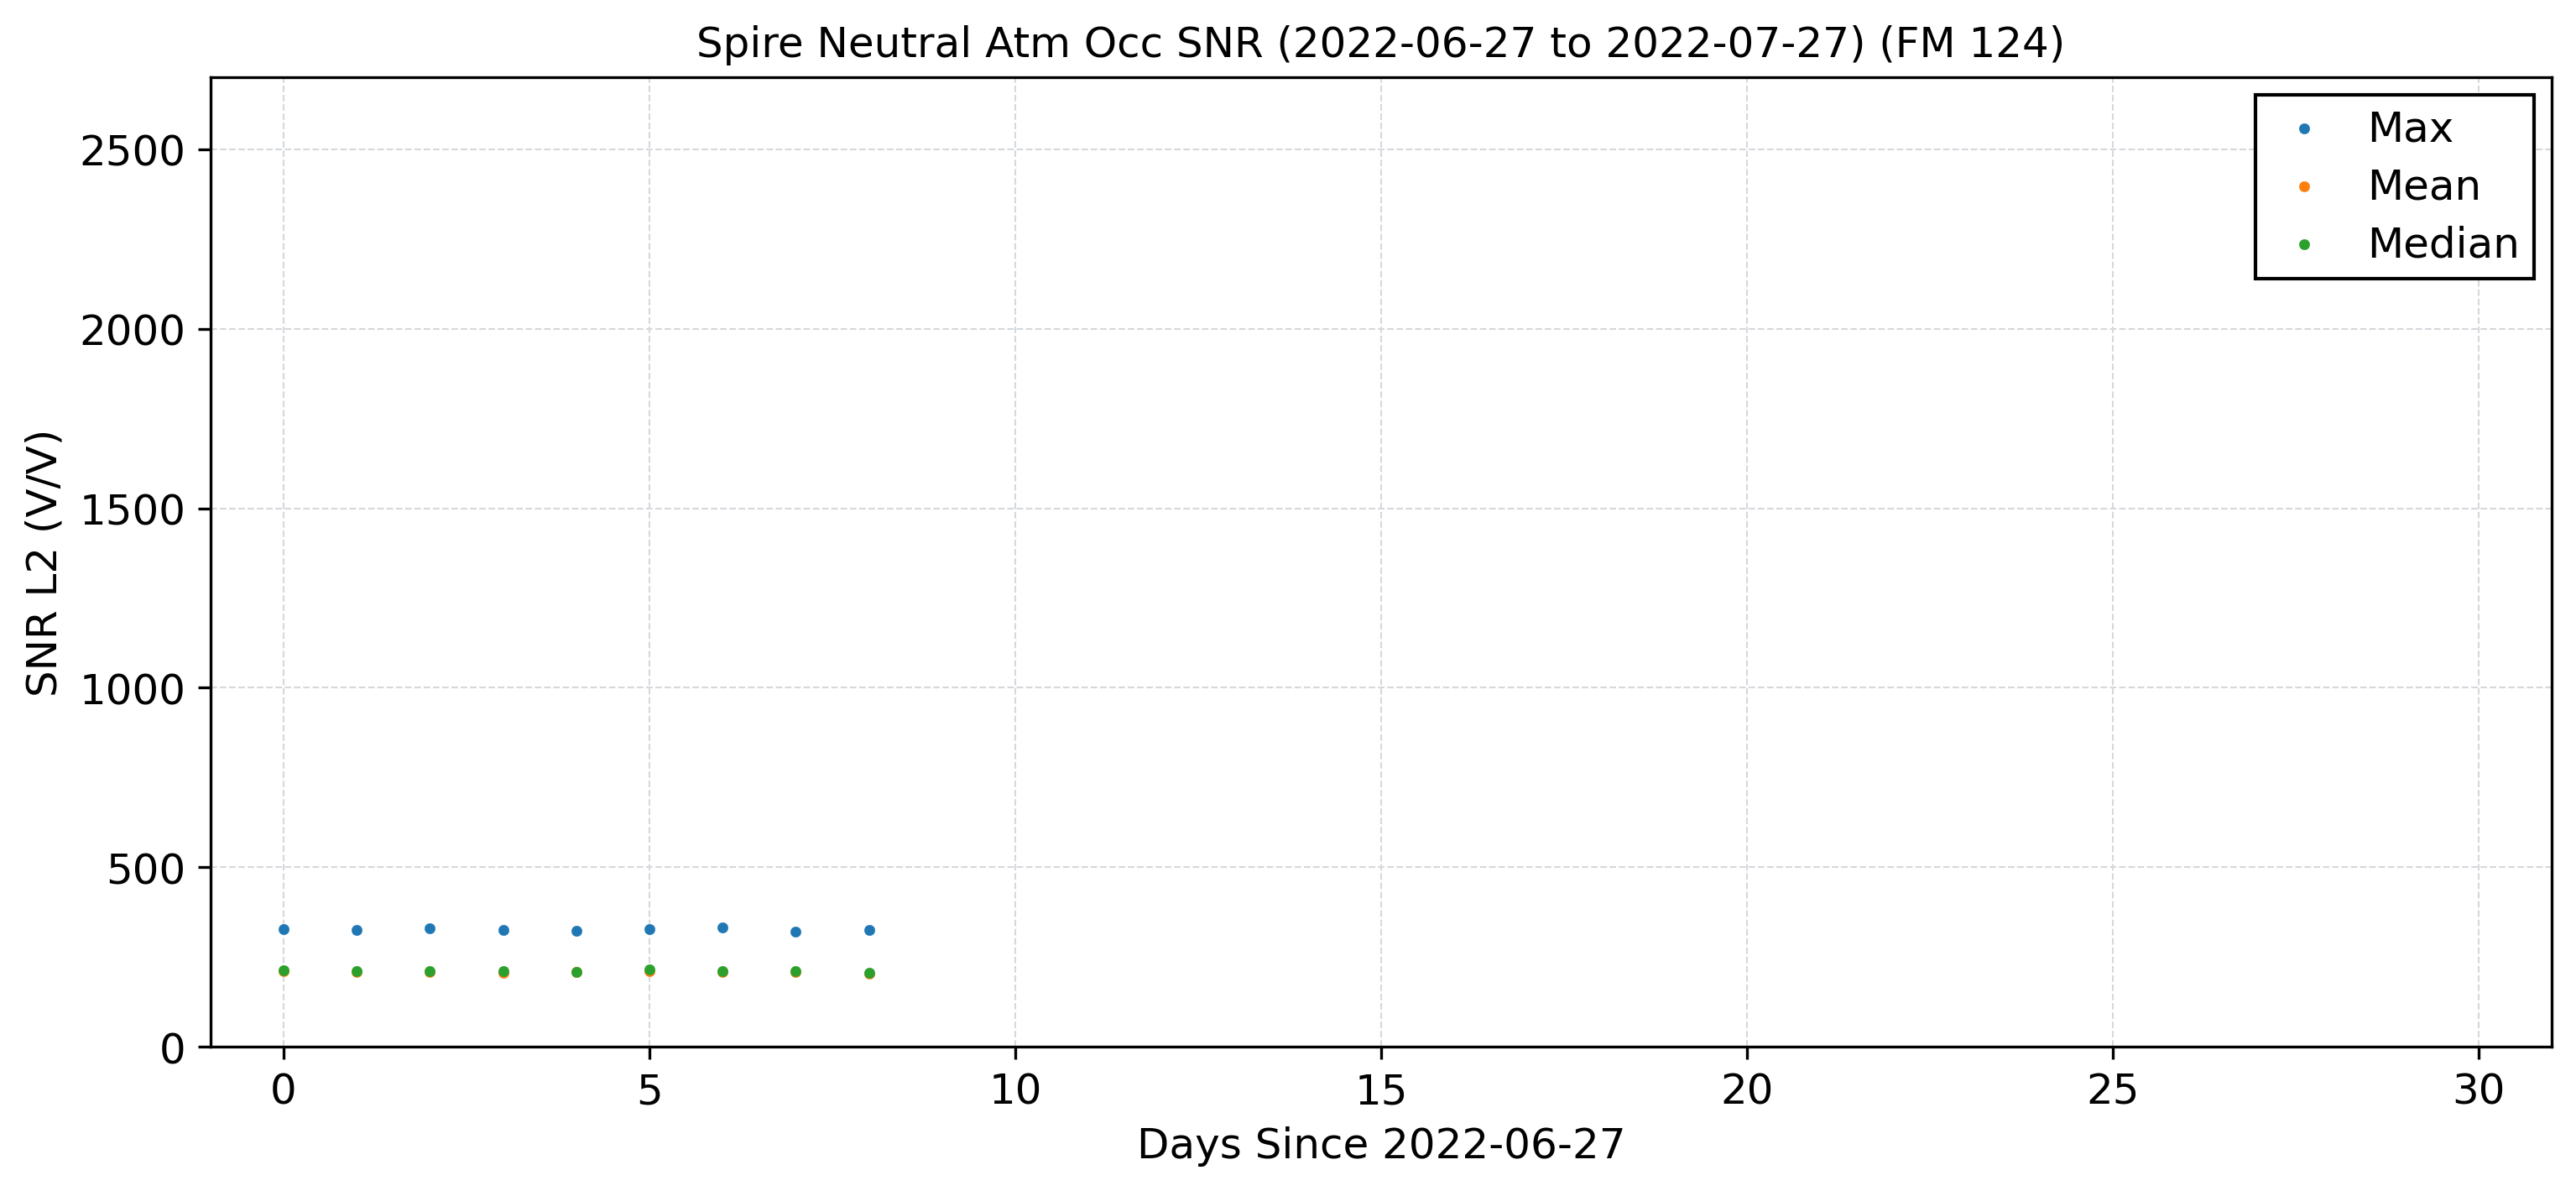 Spire Neutral Atm Occ SNR (2022-06-27 to 2022-07-27) (FM 124)
Max
Mean
Median
SNR L2 (V/V)
2500
2000
1500
1000
500
0
0 5 10 15 20 25 30
Days Since 2022-06-27